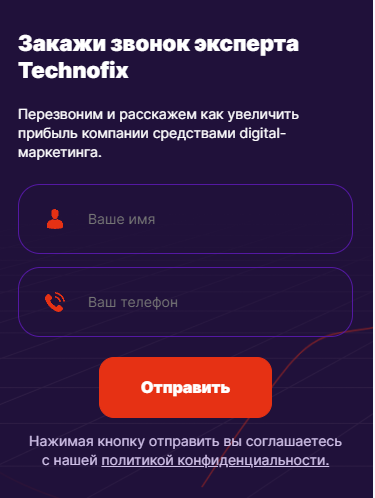 Закажи звонок эксперта
Technofix
Перезвоним и расскажем как увеличить
прибыль компании средствами digital-
маркетинга.
Ваше имя
Ваш телефон
Отправить
Нажимая кнопку отправить вы соглашаетесь
с нашей политикой конфиденциальности.